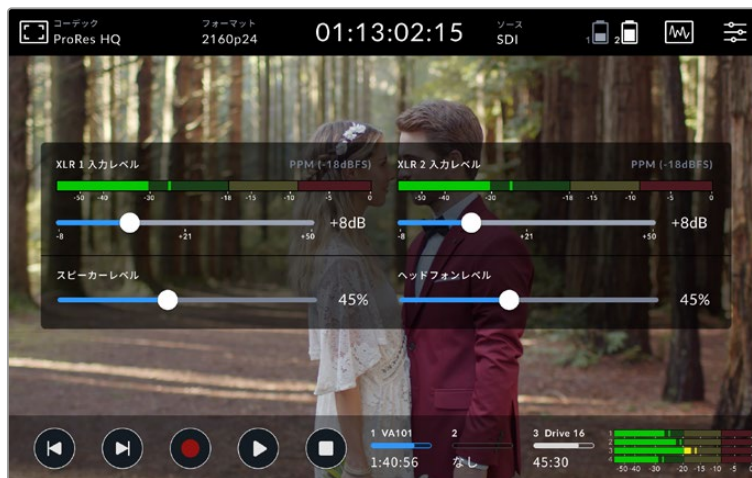 コーデック
ProRes HQ
フォーマット
2160p24
01:13:02:15
ソース
SDI
1
2
XLR 1 入力レベル
PPM (-18dBFS)
-50 -40 -30 -18 -15 -10 -5 0
+8dB
-8 +21 +50
XLR 2 入力レベル
PPM (-18dBFS)
-50 -40 -30 -18 -15 -10 -5 0
+8dB
-8 +21 +50
スピーカーレベル
45%
ヘッドフォンレベル
45%
1 VA101
1:40:56
2
なし
3 Drive 16
45:30
1
2
3
4
-50 -40 -30 -20 -15 -10 -5 0